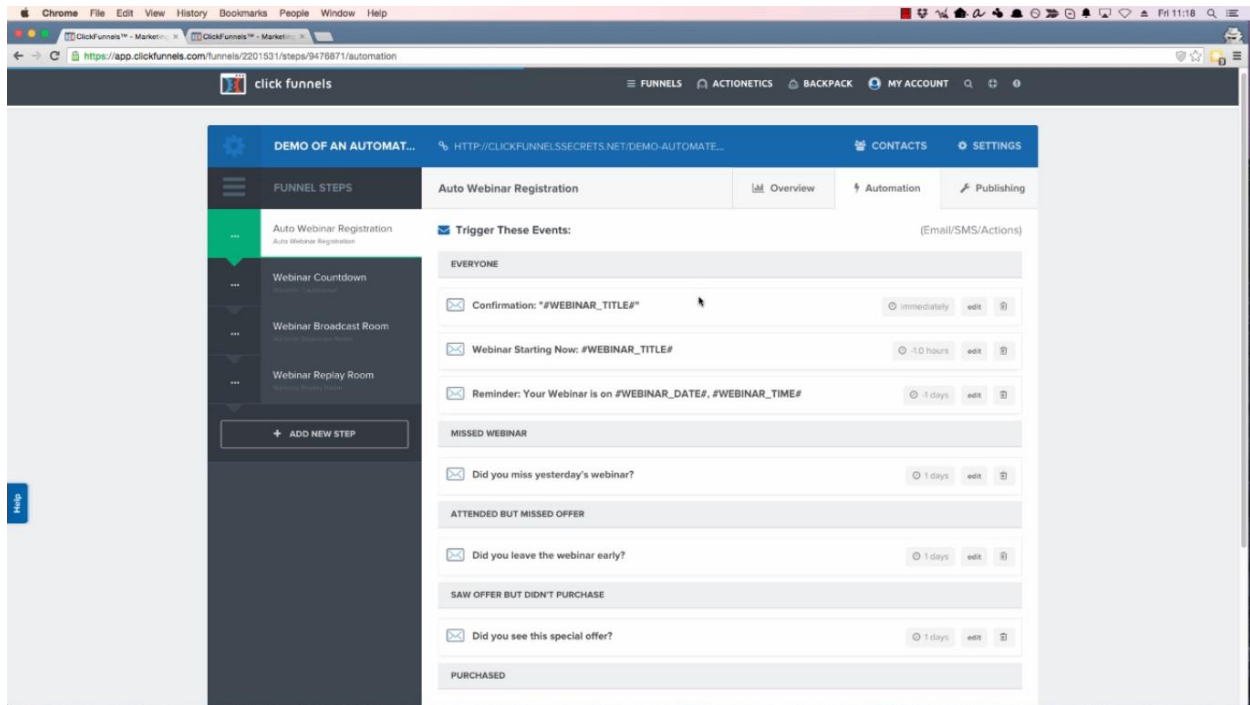 Chrome File Edit View History Bookmarks People Window Help
Fri 11:18
ClickFunnels™ - Marketing
ClickFunnels™ - Marketing
https://app.clickfunnels.com/funnels/2201531/steps/9476871/automation
click funnels
FUNNELS ACTIONETICS BACKPACK MY ACCOUNT
DEMO OF AN AUTOMAT... HTTP://CLICKFUNNELSSECRETS.NET/DEMO-AUTOMATE... CONTACTS SETTINGS
FUNNEL STEPS
Auto Webinar Registration Overview Automation Publishing
Auto Webinar Registration
Auto Webinar Registration
Webinar Countdown
Webinar Broadcast Room
Webinar Replay Room
+ ADD NEW STEP
Trigger These Events: (Email/SMS/Actions)
EVERYONE
Confirmation: "#WEBINAR_TITLE#" immediately edit
Webinar Starting Now: #WEBINAR_TITLE# -1.0 hours edit
Reminder: Your Webinar is on #WEBINAR_DATE#, #WEBINAR_TIME# -1 days edit
MISSED WEBINAR
Did you miss yesterday's webinar? 1 days edit
ATTENDED BUT MISSED OFFER
Did you leave the webinar early? 1 days edit
SAW OFFER BUT DIDN'T PURCHASE
Did you see this special offer? 1 days edit
PURCHASED
Help